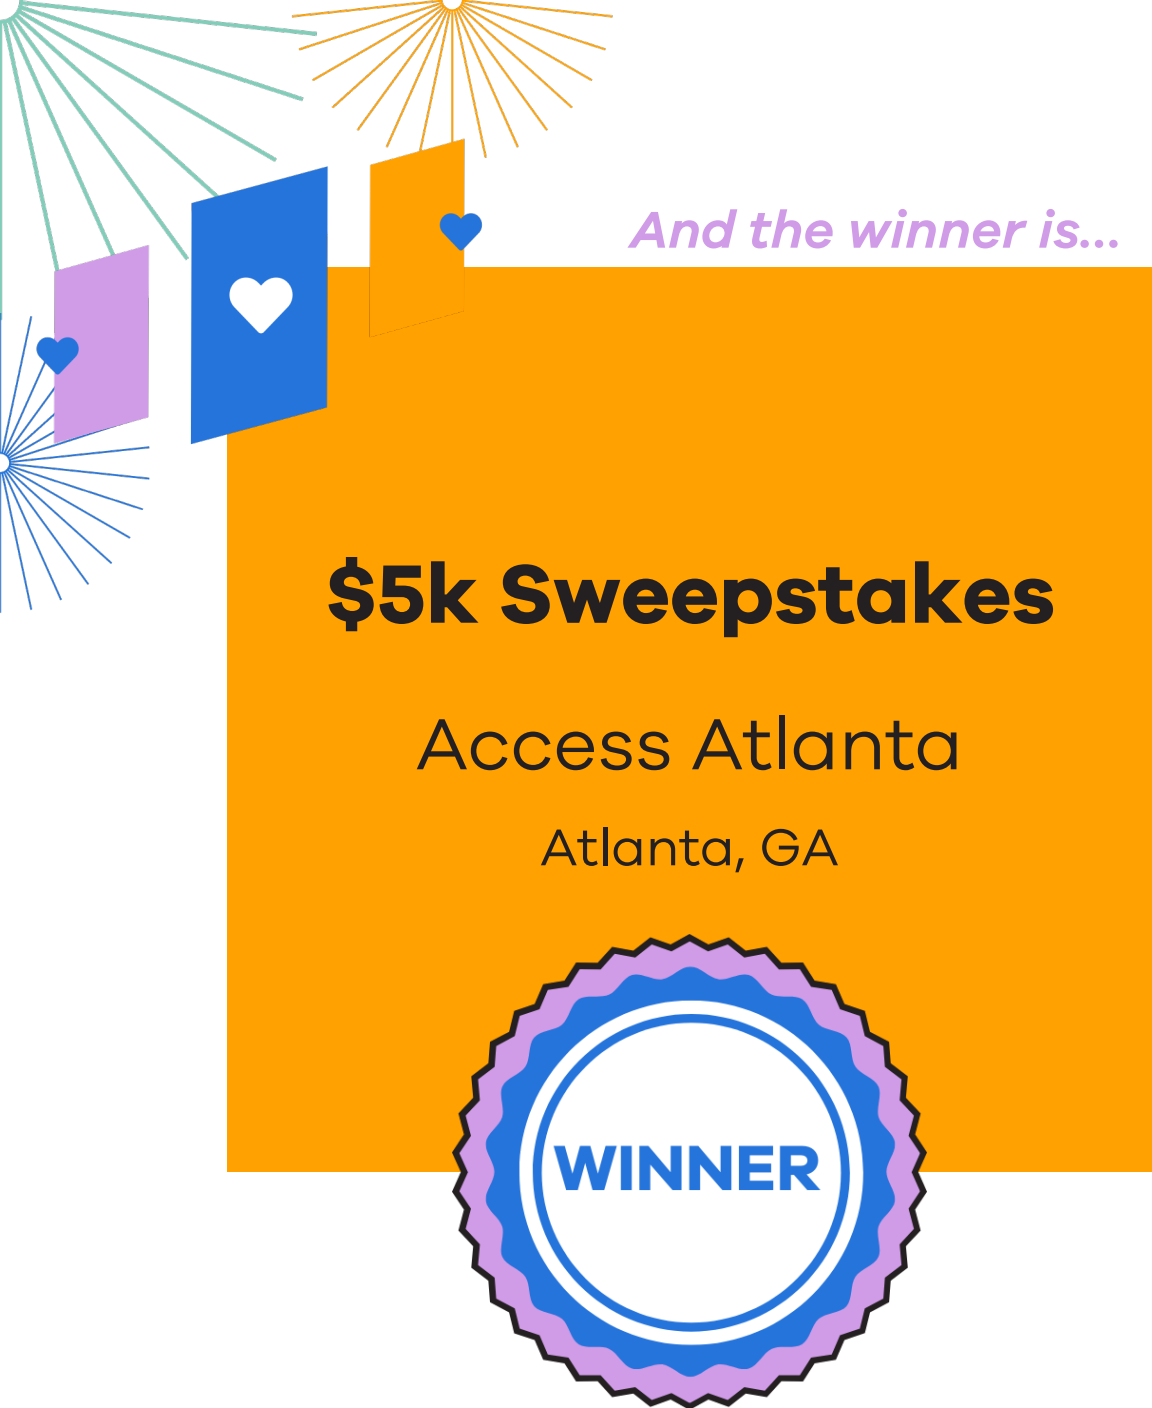 And the winner is...
$5k Sweepstakes
Access Atlanta
Atlanta, GA
WINNER